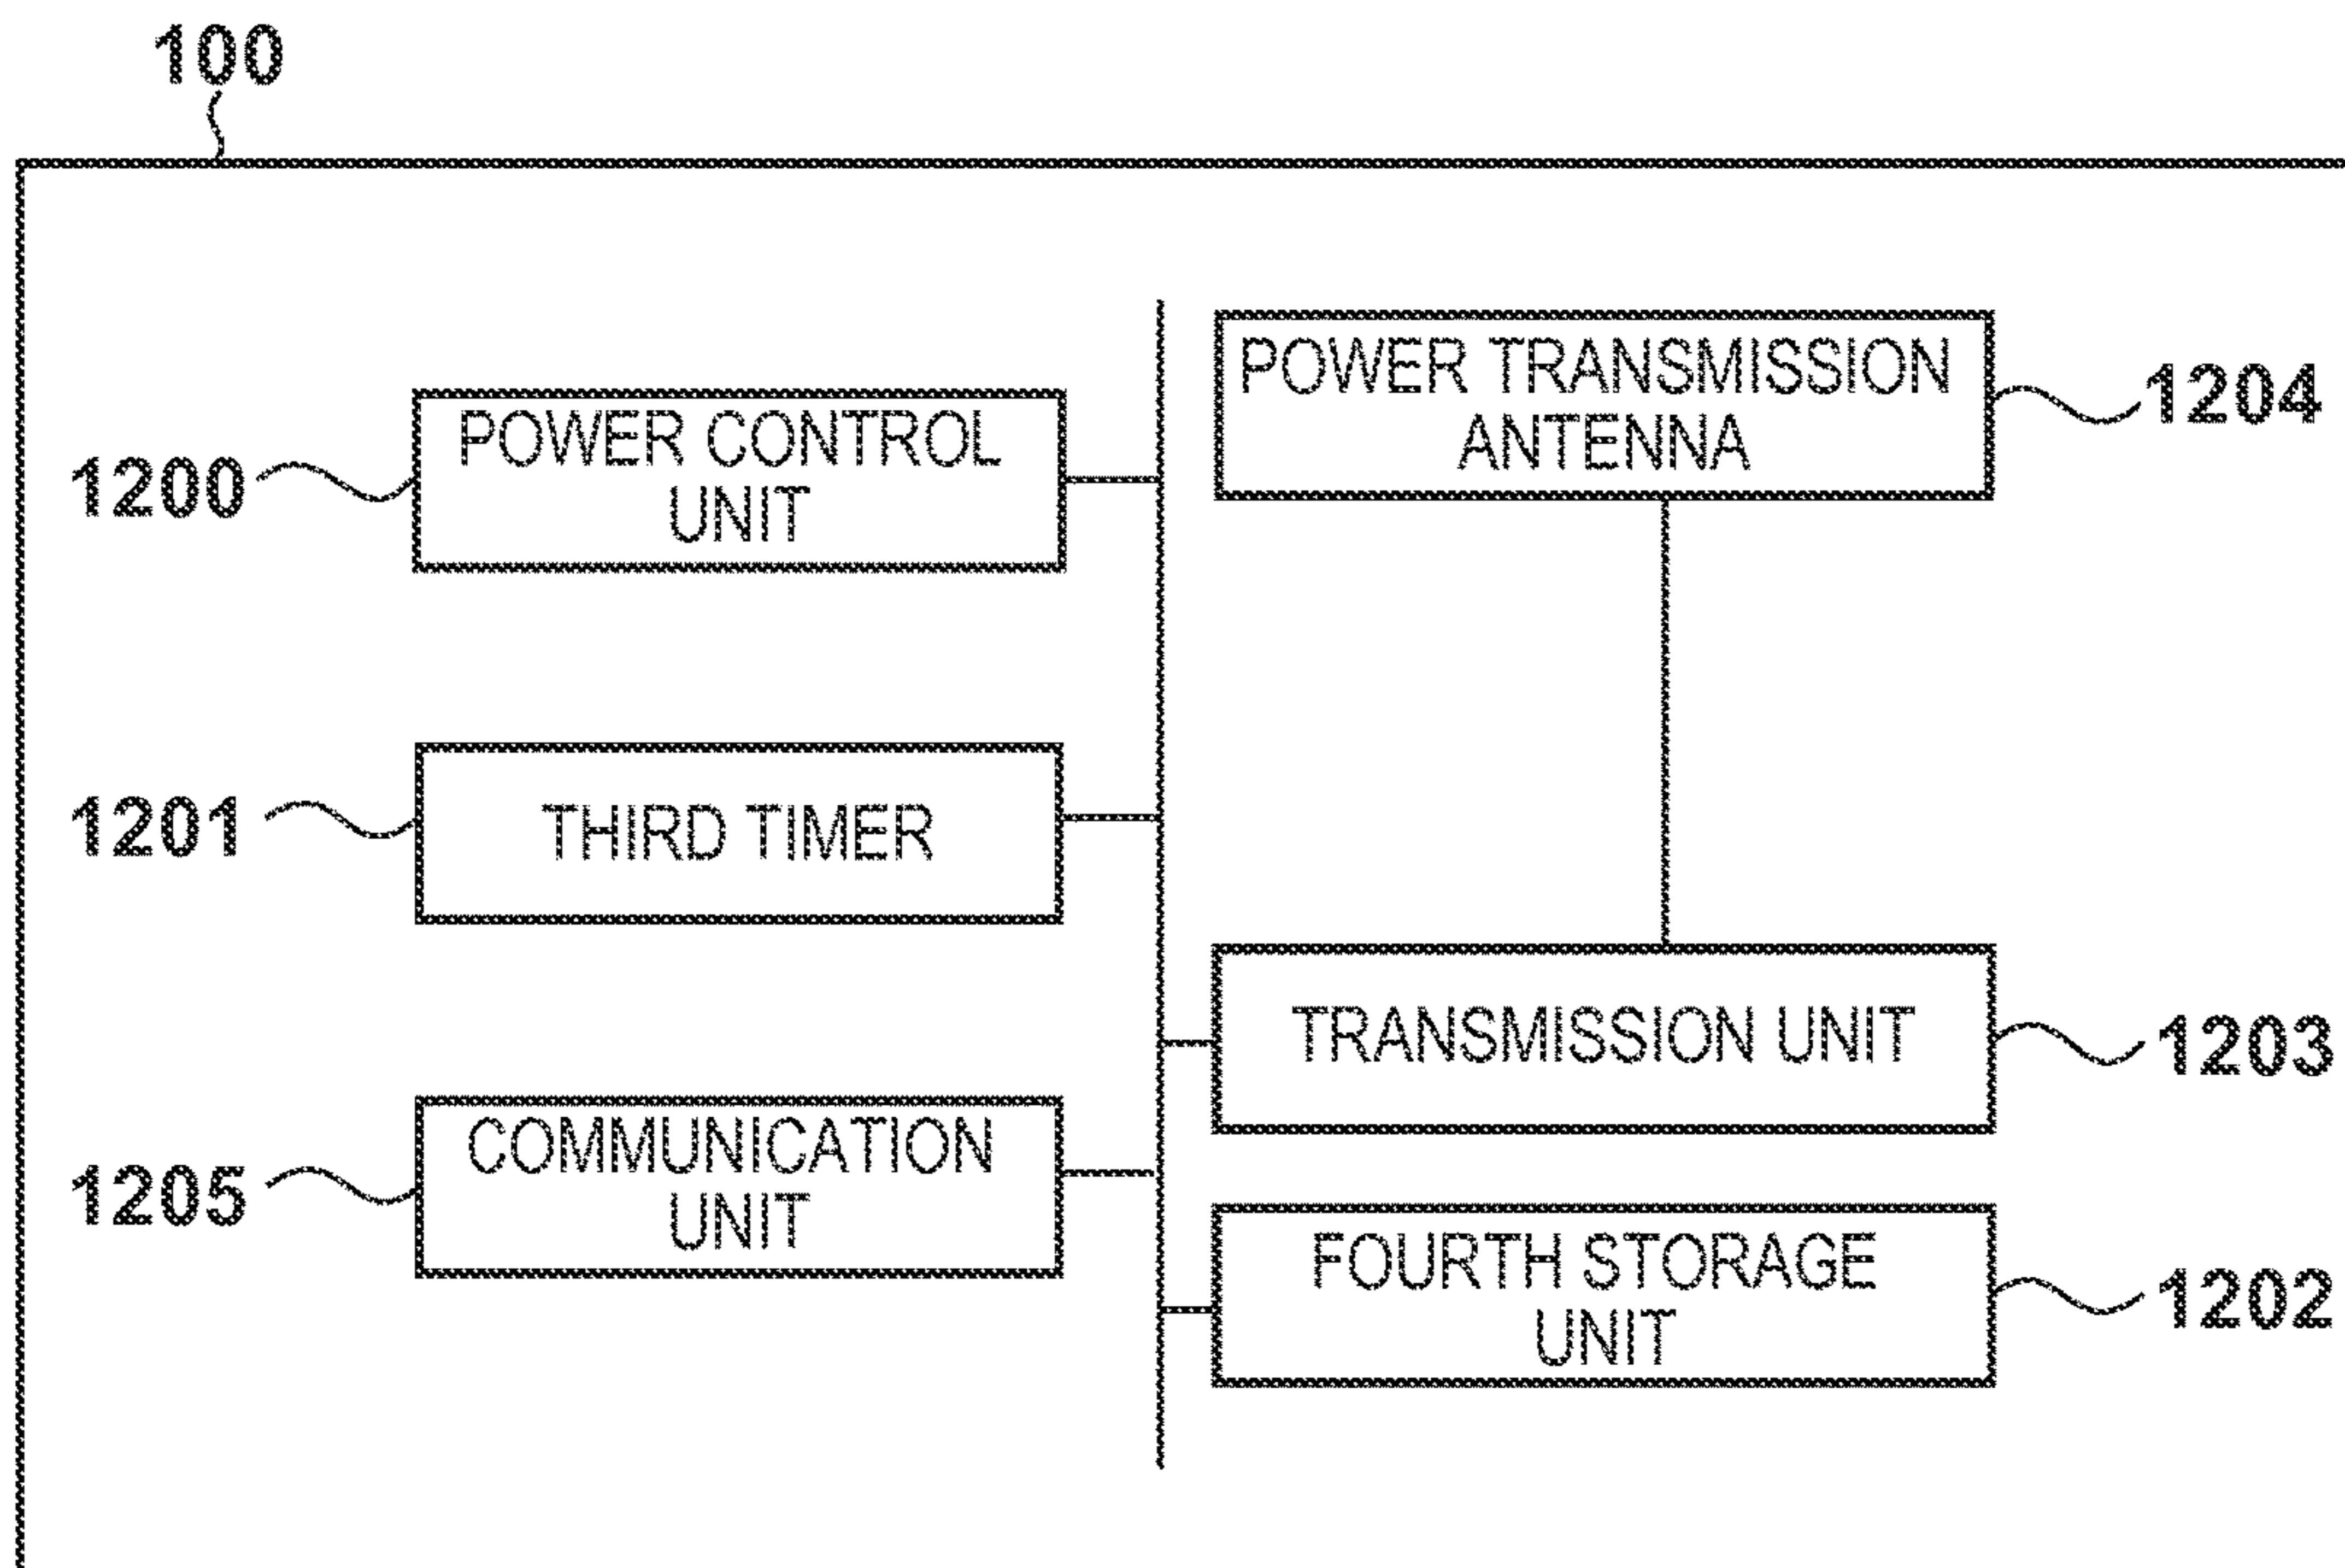 100
POWER CONTROL
UNIT
1200
POWER TRANSMISSION
ANTENNA
1204
THIRD TIMER
1201
TRANSMISSION UNIT
1203
COMMUNICATION
UNIT
1205
FOURTH STORAGE
UNIT
1202